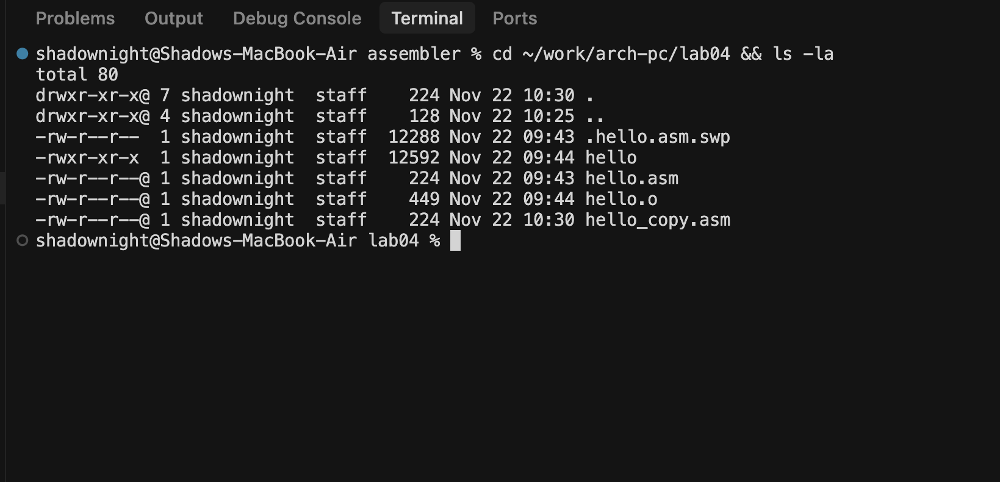 Problems Output Debug Console Terminal Ports
shadownight@Shadows-MacBook-Air assembler % cd ~/work/arch-pc/lab04 && ls -la
total 80
drwxr-xr-x@ 7 shadownight  staff    224 Nov 22 10:30 .
drwxr-xr-x@ 4 shadownight  staff    128 Nov 22 10:25 ..
-rw-r--r--  1 shadownight  staff  12288 Nov 22 09:43 .hello.asm.swp
-rwxr-xr-x  1 shadownight  staff  12592 Nov 22 09:44 hello
-rw-r--r--@ 1 shadownight  staff    224 Nov 22 09:43 hello.asm
-rw-r--r--@ 1 shadownight  staff    449 Nov 22 09:44 hello.o
-rw-r--r--@ 1 shadownight  staff    224 Nov 22 10:30 hello_copy.asm
shadownight@Shadows-MacBook-Air lab04 %